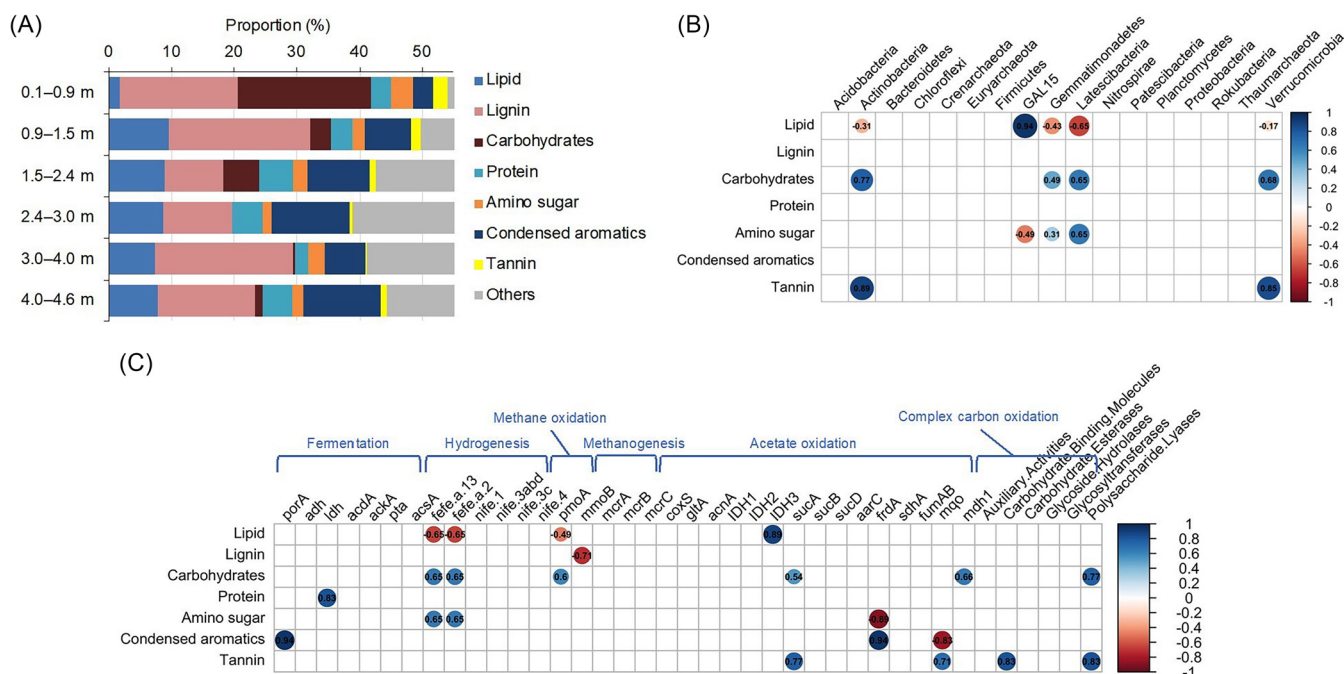 (A)
Proportion (%)
0 10 20 30 40 50
0.1–0.9 m
0.9–1.5 m
1.5–2.4 m
2.4–3.0 m
3.0–4.0 m
4.0–4.6 m
Lipid
Lignin
Carbohydrates
Protein
Amino sugar
Condensed aromatics
Tannin
Others
(B)
Acidobacteria
Actinobacteria
Bacteroidetes
Chloroflexi
Crenarchaeota
Euryarchaeota
Firmicutes
GAL15
Gemmatimonadetes
Latescibacteria
Nitrospirae
Patescibacteria
Planctomycetes
Proteobacteria
Rokubacteria
Thaumarchaeota
Verrucomicrobia
Lipid -0.31 0.94 -0.43 -0.65 -0.17
Lignin
Carbohydrates 0.77 0.49 0.65 0.68
Protein
Amino sugar -0.49 0.31 0.65
Condensed aromatics
Tannin 0.89 0.85
1
0.8
0.6
0.4
0.2
0
-0.2
-0.4
-0.6
-0.8
-1
(C)
Fermentation
Hydrogenesis
Methane oxidation
Methanogenesis
Acetate oxidation
Complex carbon oxidation
porA
adh
ldh
acdA
ackA
pta
acsA
fefe.a.13
fefe.a.2
nife.1
nife.3abd
nife.3c
nife.4
pmoA
mmoB
mcrA
mcrB
mcrC
coxS
gltA
acnA
IDH1
IDH2
IDH3
sucA
sucB
sucD
aarC
frdA
sdhA
fumAB
mqo
mdh1
Auxiliary.Activities
Carbohydrate.Binding.Molecules
Carbohydrate.Esterases
Glycoside.Hydrolases
Glycosyltransferases
Polysaccharide.Lyases
Lipid -0.65 -0.65 -0.49 0.89
Lignin -0.71
Carbohydrates 0.65 0.65 0.6 0.54 0.66 0.77
Protein 0.83
Amino sugar 0.65 0.65 -0.89
Condensed aromatics 0.94 0.94 -0.83
Tannin 0.77 0.71 0.83 0.83
1
0.8
0.6
0.4
0.2
0
-0.2
-0.4
-0.6
-0.8
-1